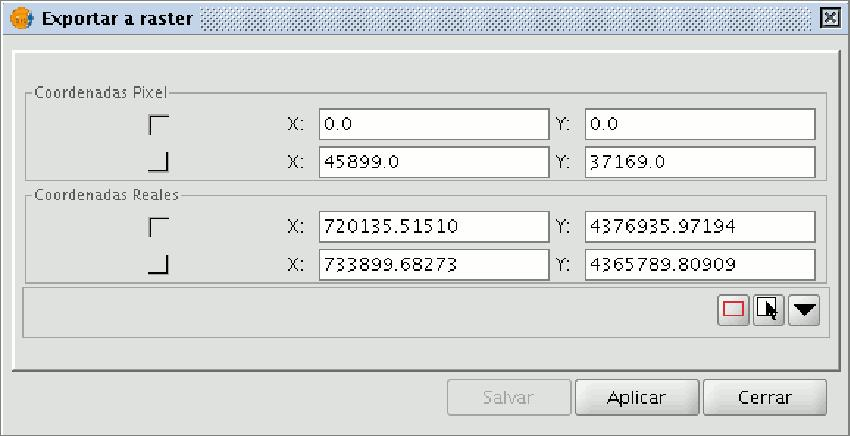 Exportar a raster
Coordenadas Pixel
X: 0.0 Y: 0.0
X: 45899.0 Y: 37169.0
Coordenadas Reales
X: 720135.51510 Y: 4376935.97194
X: 733899.68273 Y: 4365789.80909
Salvar Aplicar Cerrar